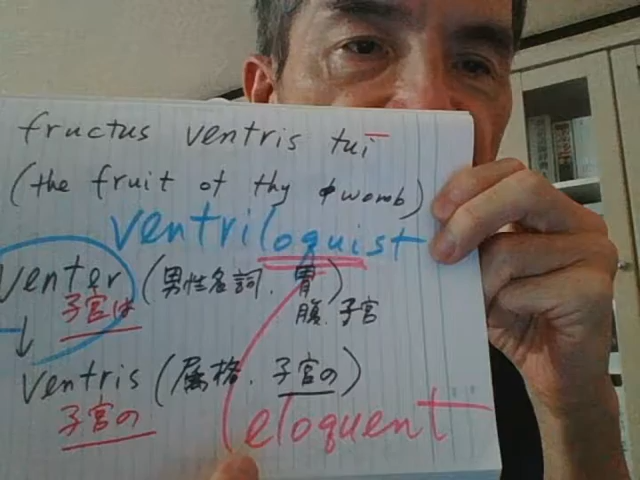 fructus ventris tui
(the fruit of thy womb)
ventriloquist
venter (男性名詞、胃
腹、子宮)
子宮は
↓
ventris (属格、子宮の)
子宮の
eloquent